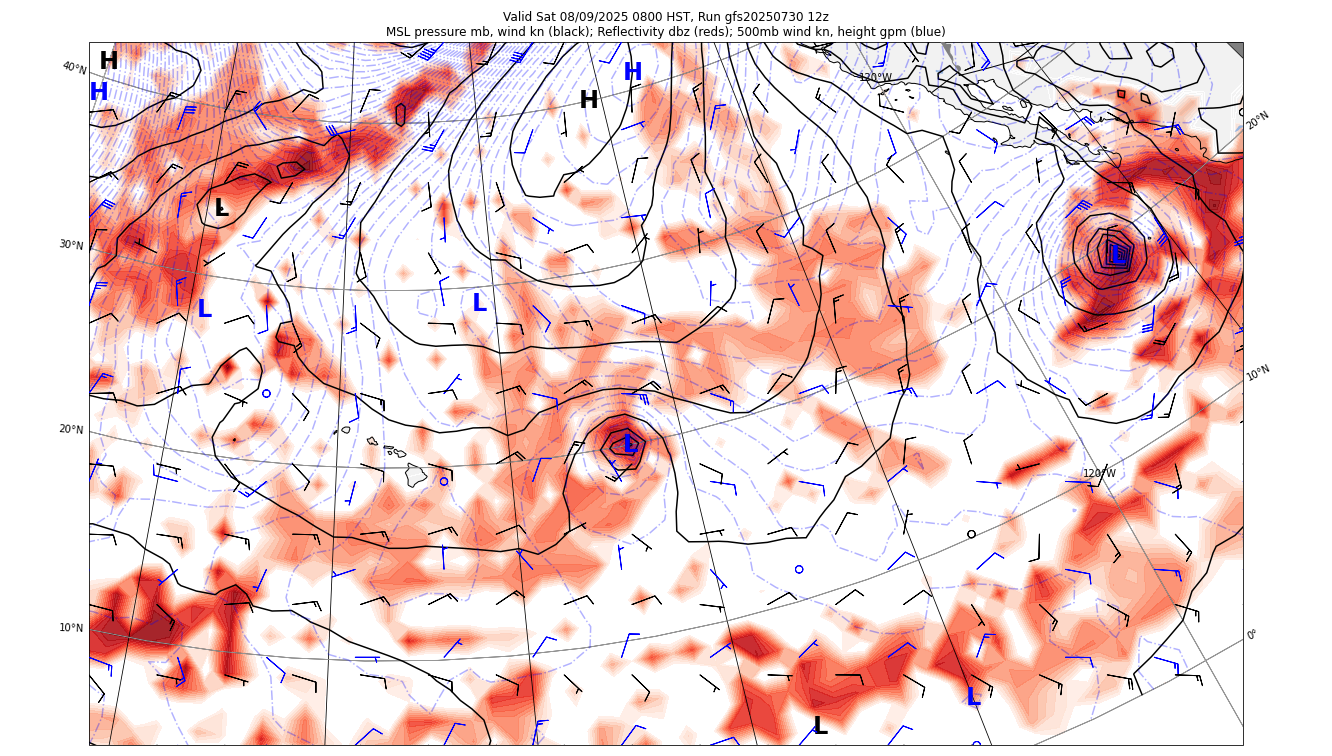 Valid Sat 08/09/2025 0800 HST, Run gfs20250730 12z
MSL pressure mb, wind kn (black); Reflectivity dbz (reds); 500mb wind kn, height gpm (blue)
H
40°N
H
H
H
120°W
20°N
L
30°N
L
L
L
10°N
20°N
L
120°W
10°N
0°
L
L